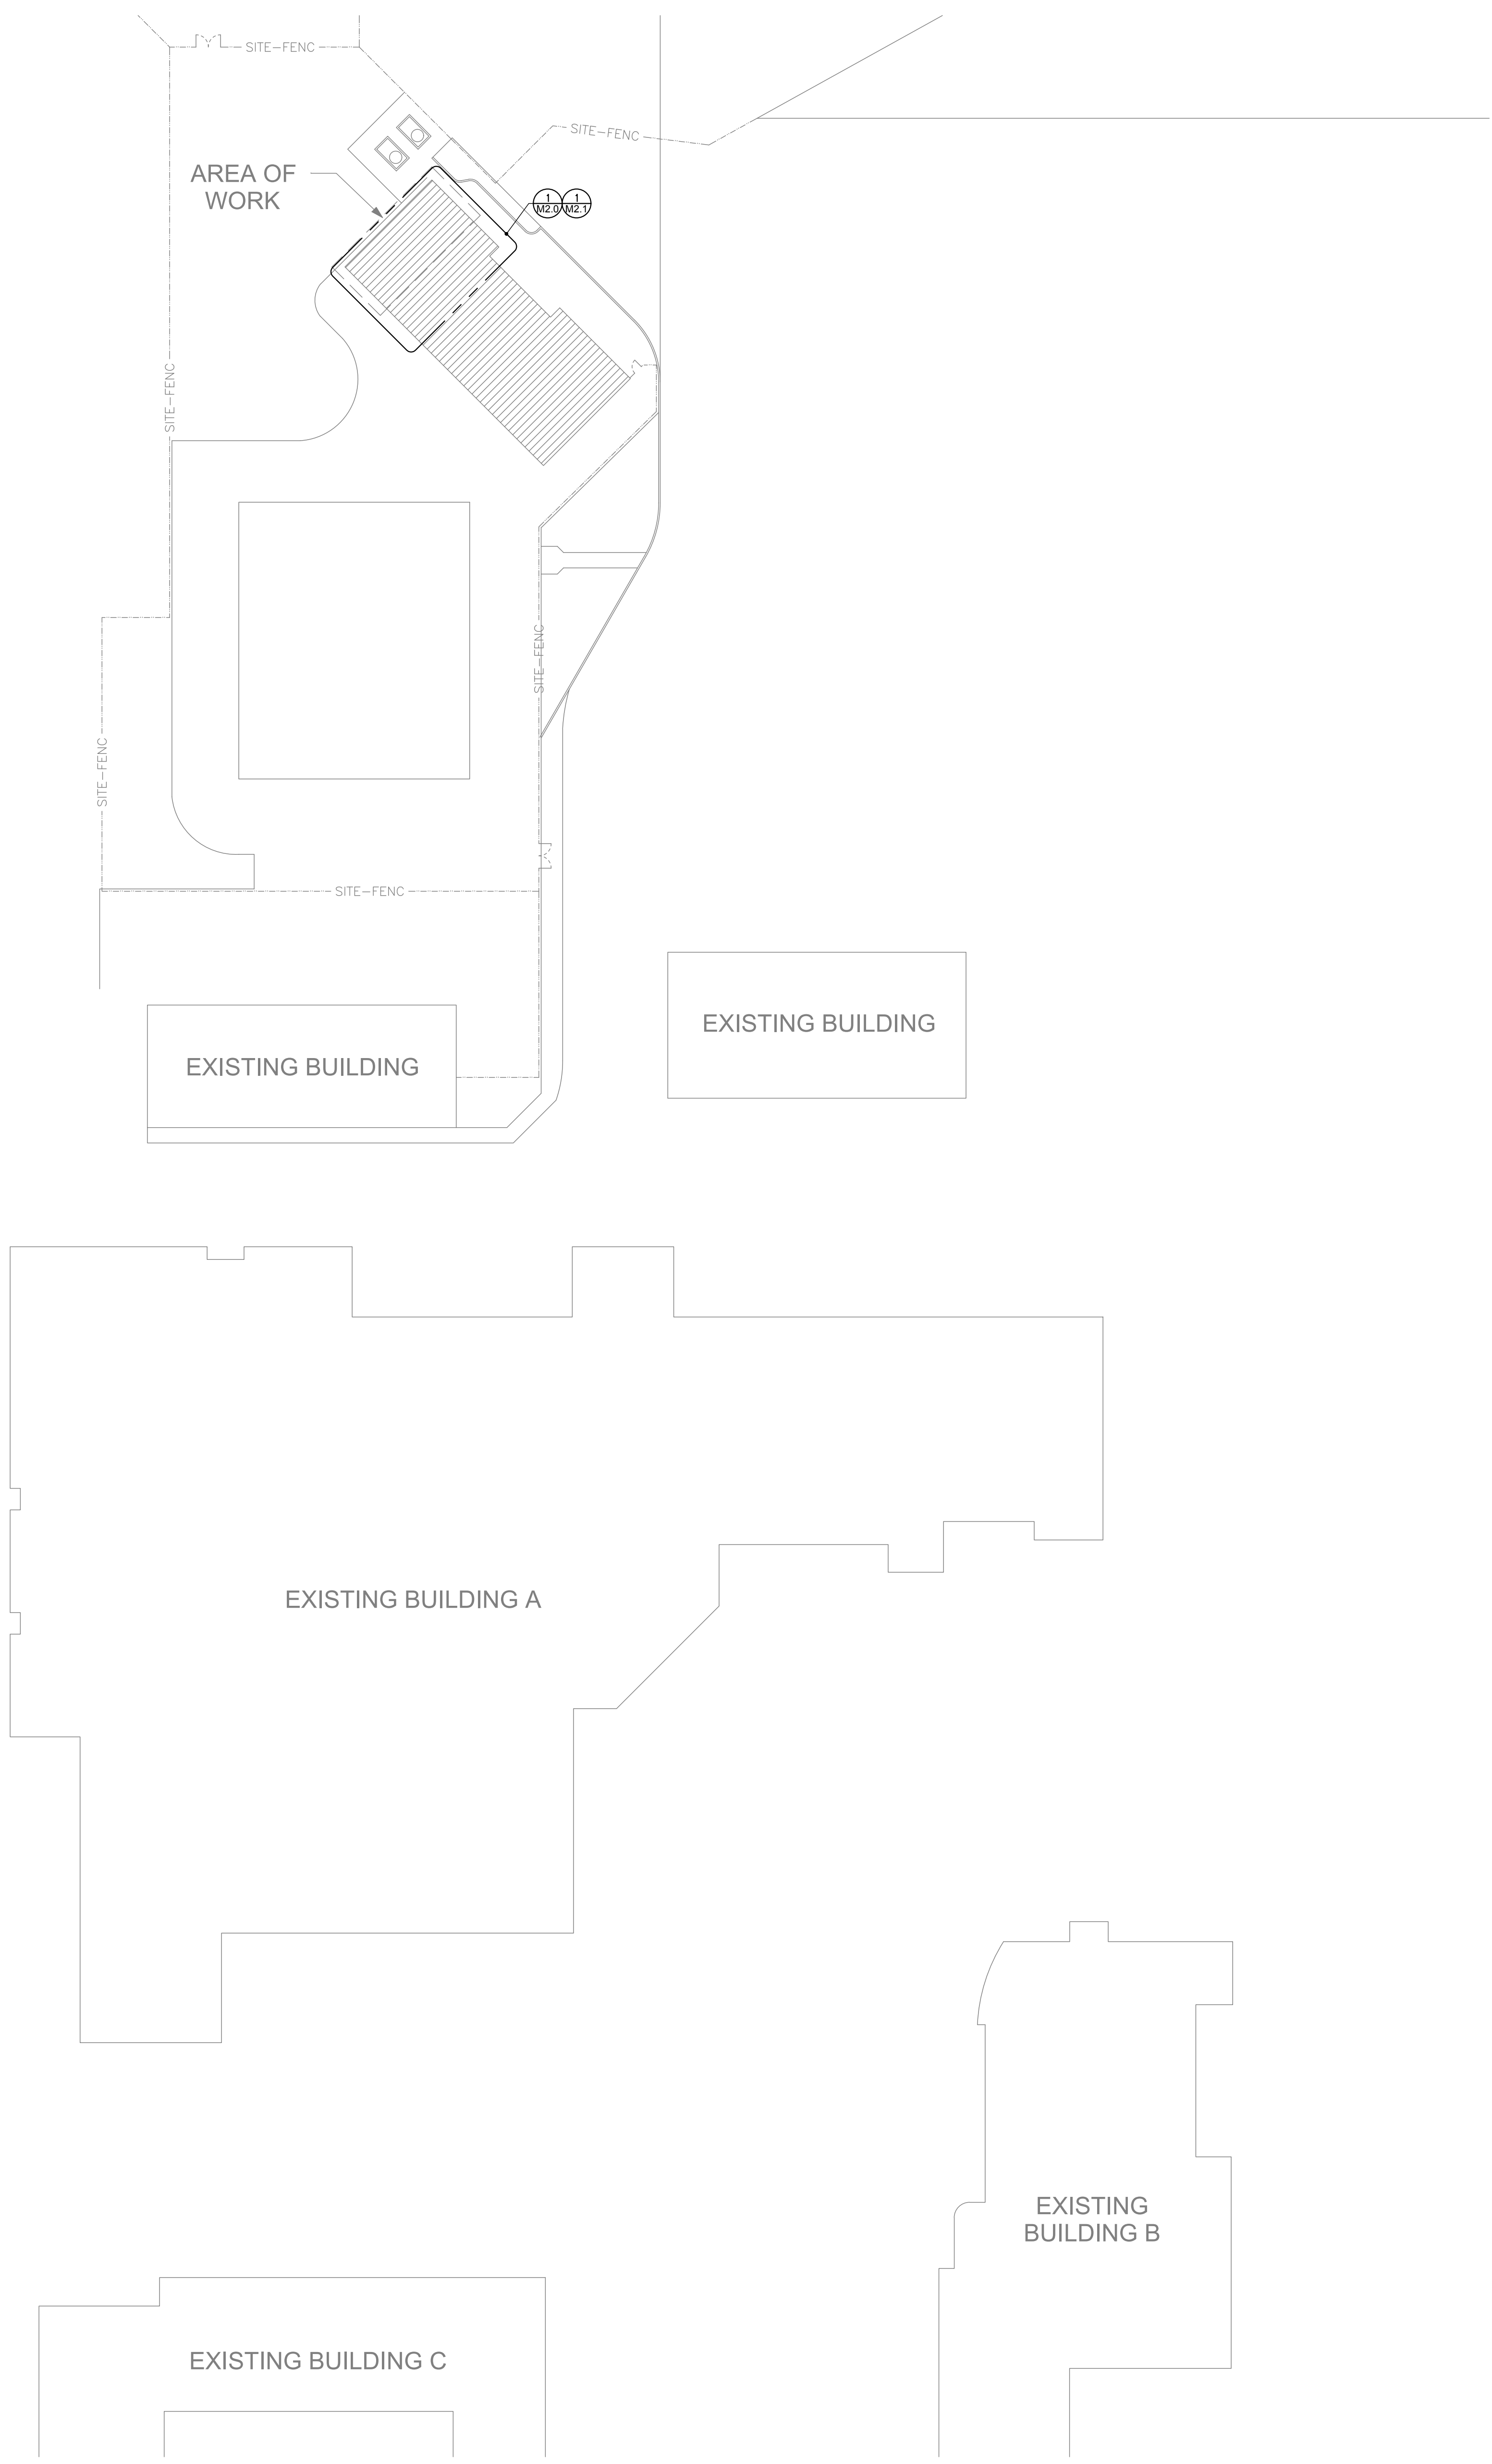 SITE-FENC
SITE-FENC
AREA OF
WORK
1
M2.0
1
M2.1
SITE-FENC
SITE-FENC
SITE-FENC
SITE-FENC
EXISTING BUILDING
EXISTING BUILDING
EXISTING BUILDING A
EXISTING
BUILDING B
EXISTING BUILDING C